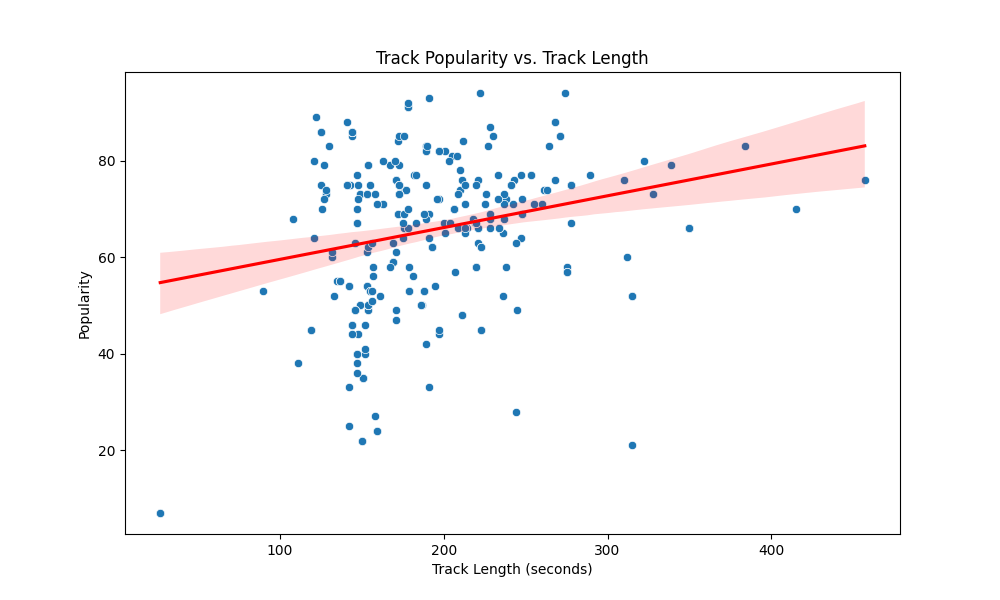 Track Popularity vs. Track Length
Popularity
80
60
40
20
100 200 300 400
Track Length (seconds)